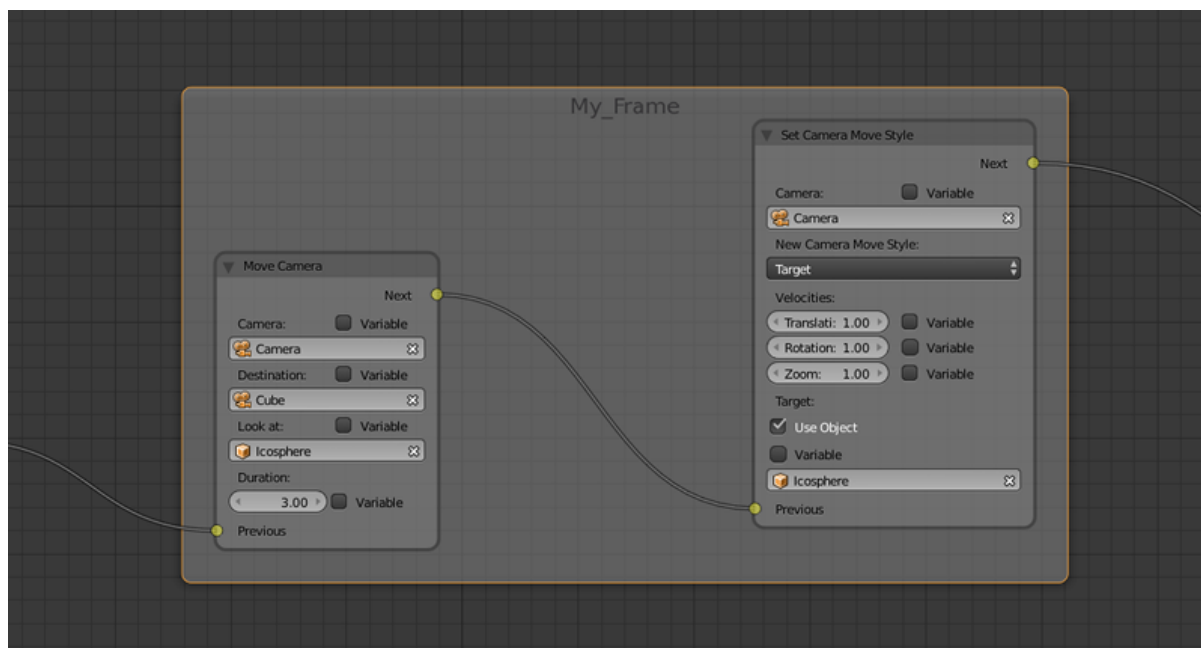 My_Frame
Move Camera
Next
Camera: Variable
Camera
Destination: Variable
Cube
Look at: Variable
Icosphere
Duration:
3.00 Variable
Previous
Set Camera Move Style
Next
Camera: Variable
Camera
New Camera Move Style:
Target
Velocities:
Translati: 1.00 Variable
Rotation: 1.00 Variable
Zoom: 1.00 Variable
Target:
Use Object
Variable
Icosphere
Previous